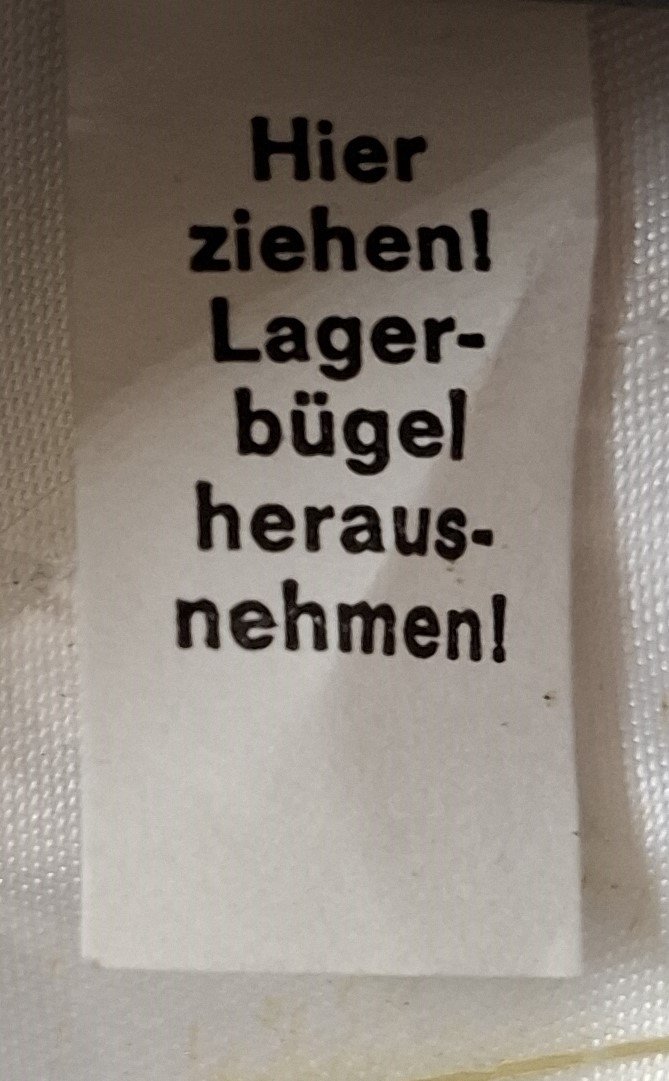 Hier
ziehen!
Lager-
bügel
heraus-
nehmen!